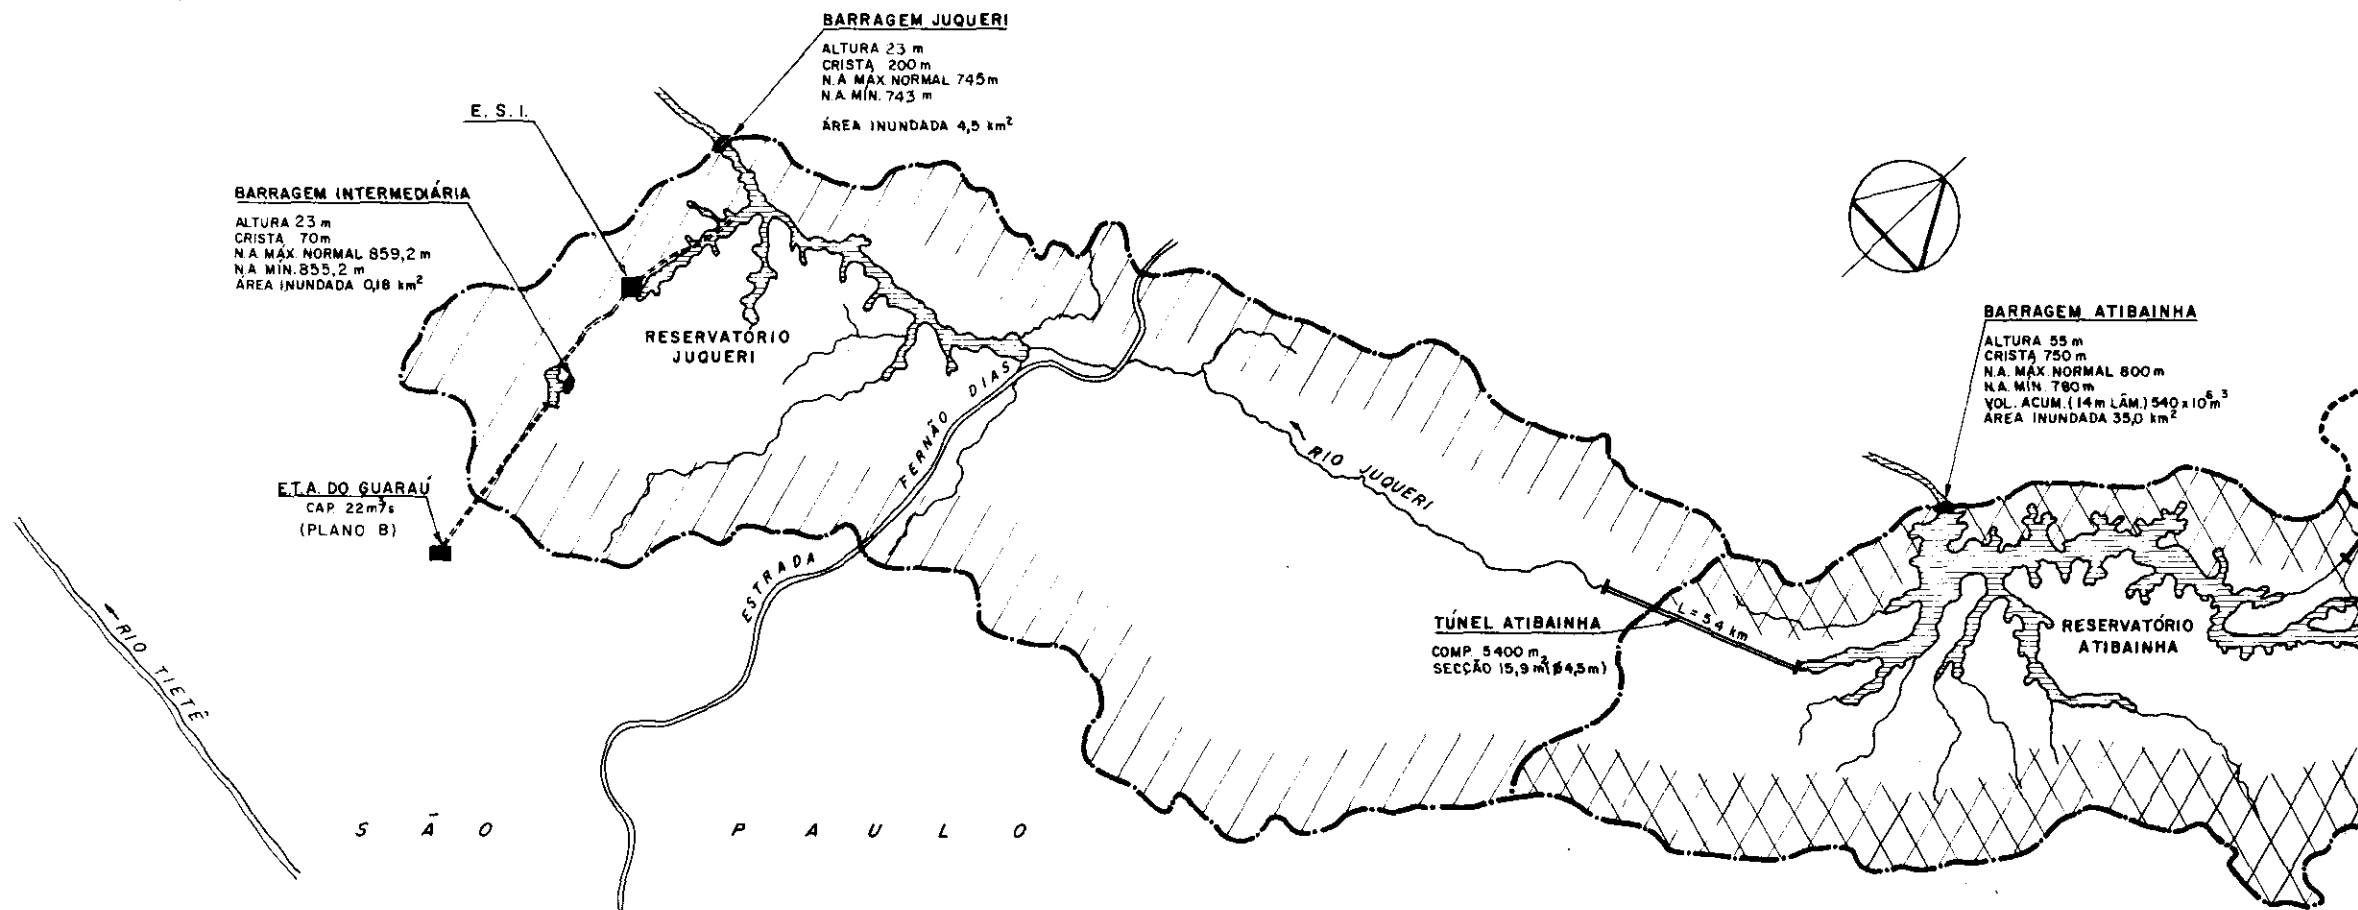 BARRAGEM JUQUERI
ALTURA 23 m
CRISTA 200 m
N.A. MÁX. NORMAL 745 m
N.A. MÍN. 743 m
ÁREA INUNDADA 4,5 km²
E. S. I.
BARRAGEM INTERMEDIÁRIA
ALTURA 23 m
CRISTA 70 m
N.A. MÁX. NORMAL 859,2 m
N.A. MÍN. 855,2 m
ÁREA INUNDADA 0,18 km²
RESERVATÓRIO
JUQUERI
BARRAGEM ATIBAINHA
ALTURA 55 m
CRISTA 750 m
N.A. MÁX. NORMAL 800 m
N.A. MÍN. 780 m
VOL. ACUM. (14 m LÂM.) 540 x 10⁶ m³
ÁREA INUNDADA 35,0 km²
E.T.A. DO GUARAÚ
CAP. 22 m³/s
(PLANO B)
ESTRADA FERNÃO DIAS
RIO JUQUERI
TÚNEL ATIBAINHA
COMP. 5400 m
SECÇÃO 15,9 m² (Ø 4,5 m)
L = 5.4 km
RESERVATÓRIO
ATIBAINHA
RIO TIETÊ
SÃO PAULO